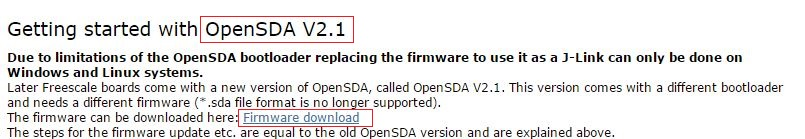 Getting started with OpenSDA V2.1
Due to limitations of the OpenSDA bootloader replacing the firmware to use it as a J-Link can only be done on
Windows and Linux systems.
Later Freescale boards come with a new version of OpenSDA, called OpenSDA V2.1. This version comes with a different bootloader
and needs a different firmware (*.sda file format is no longer supported).
The firmware can be downloaded here: Firmware download
The steps for the firmware update etc. are equal to the old OpenSDA version and are explained above.